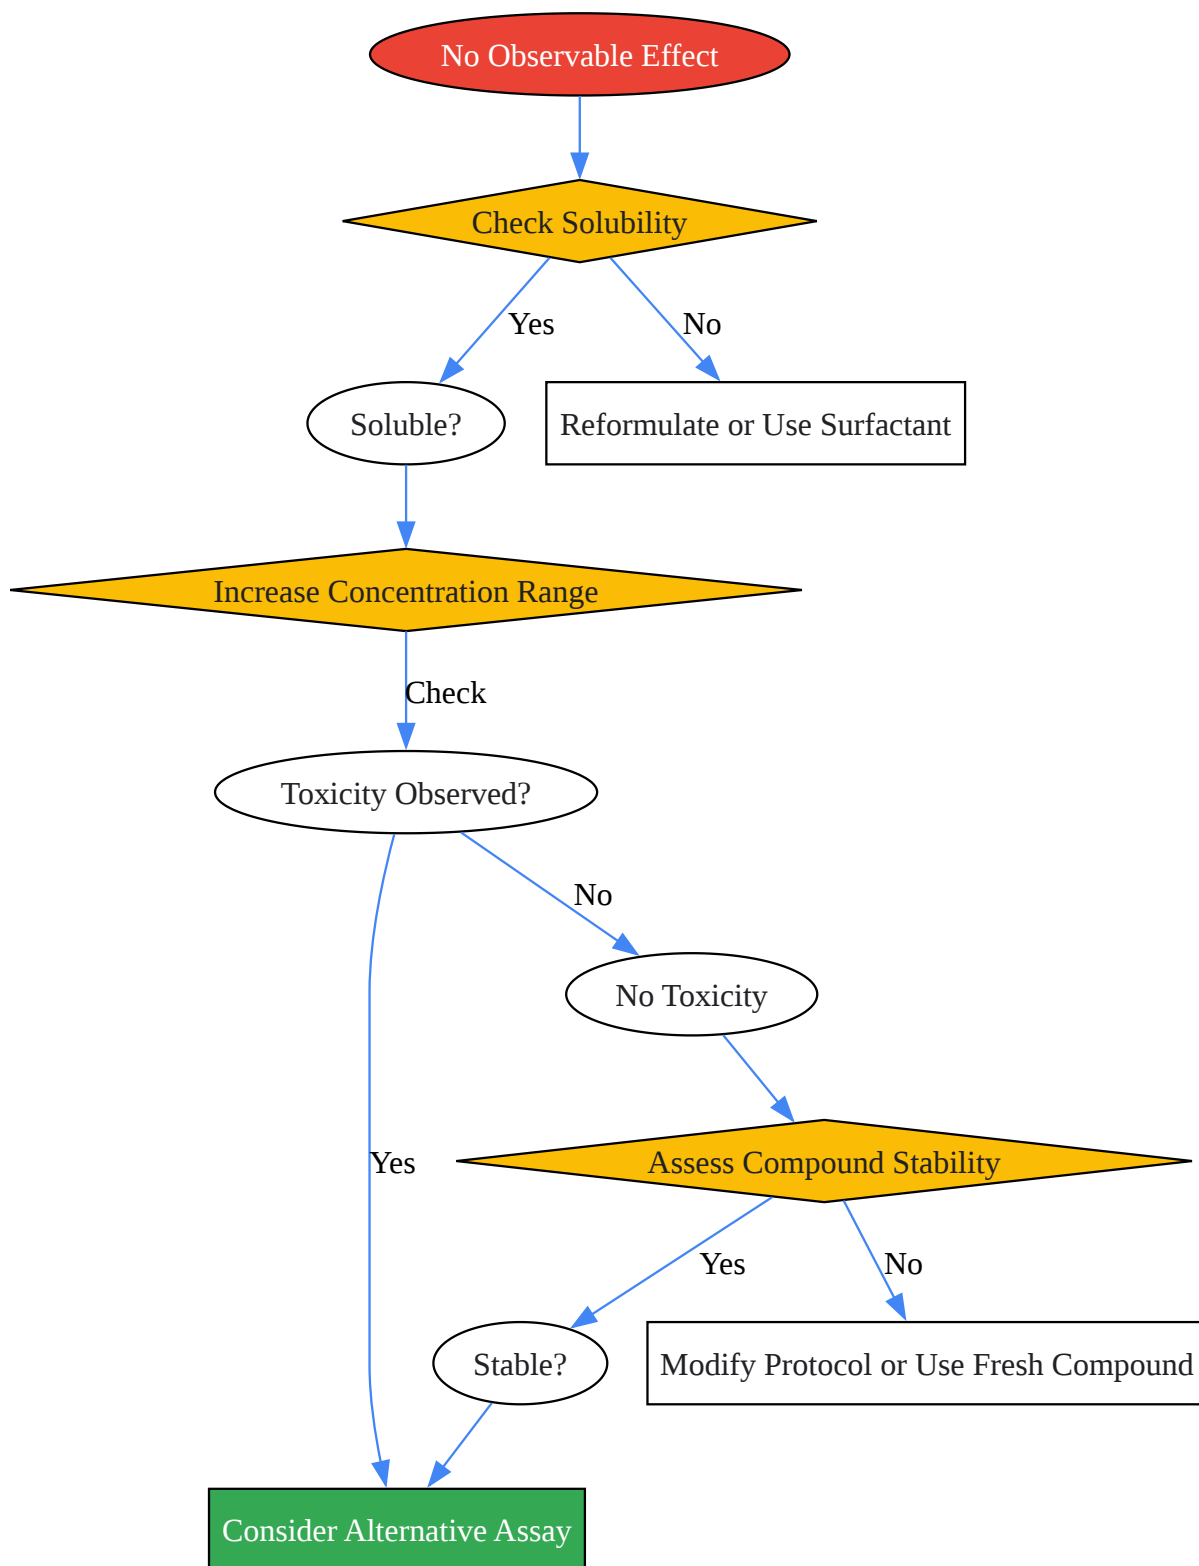 No Observable Effect
Check Solubility
Yes
No
Soluble?
Reformulate or Use Surfactant
Increase Concentration Range
Check
Toxicity Observed?
No
No Toxicity
Yes
Assess Compound Stability
Yes
No
Stable?
Modify Protocol or Use Fresh Compound
Consider Alternative Assay